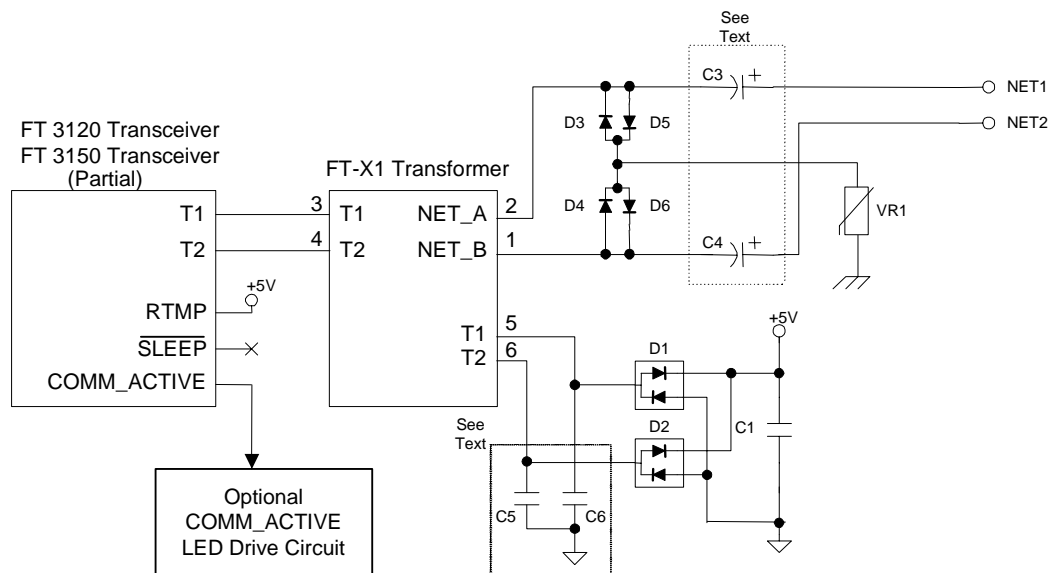 See
Text
C3
+
NET1
NET2
D3
D5
FT 3120 Transceiver
FT 3150 Transceiver
(Partial)
FT-X1 Transformer
T1
3
T1
NET_A
2
D4
D6
VR1
T2
4
T2
NET_B
1
C4
+
+5V
RTMP
SLEEP
COMM_ACTIVE
T1
5
T2
6
+5V
D1
D2
C1
See
Text
C5
C6
Optional
COMM_ACTIVE
LED Drive Circuit